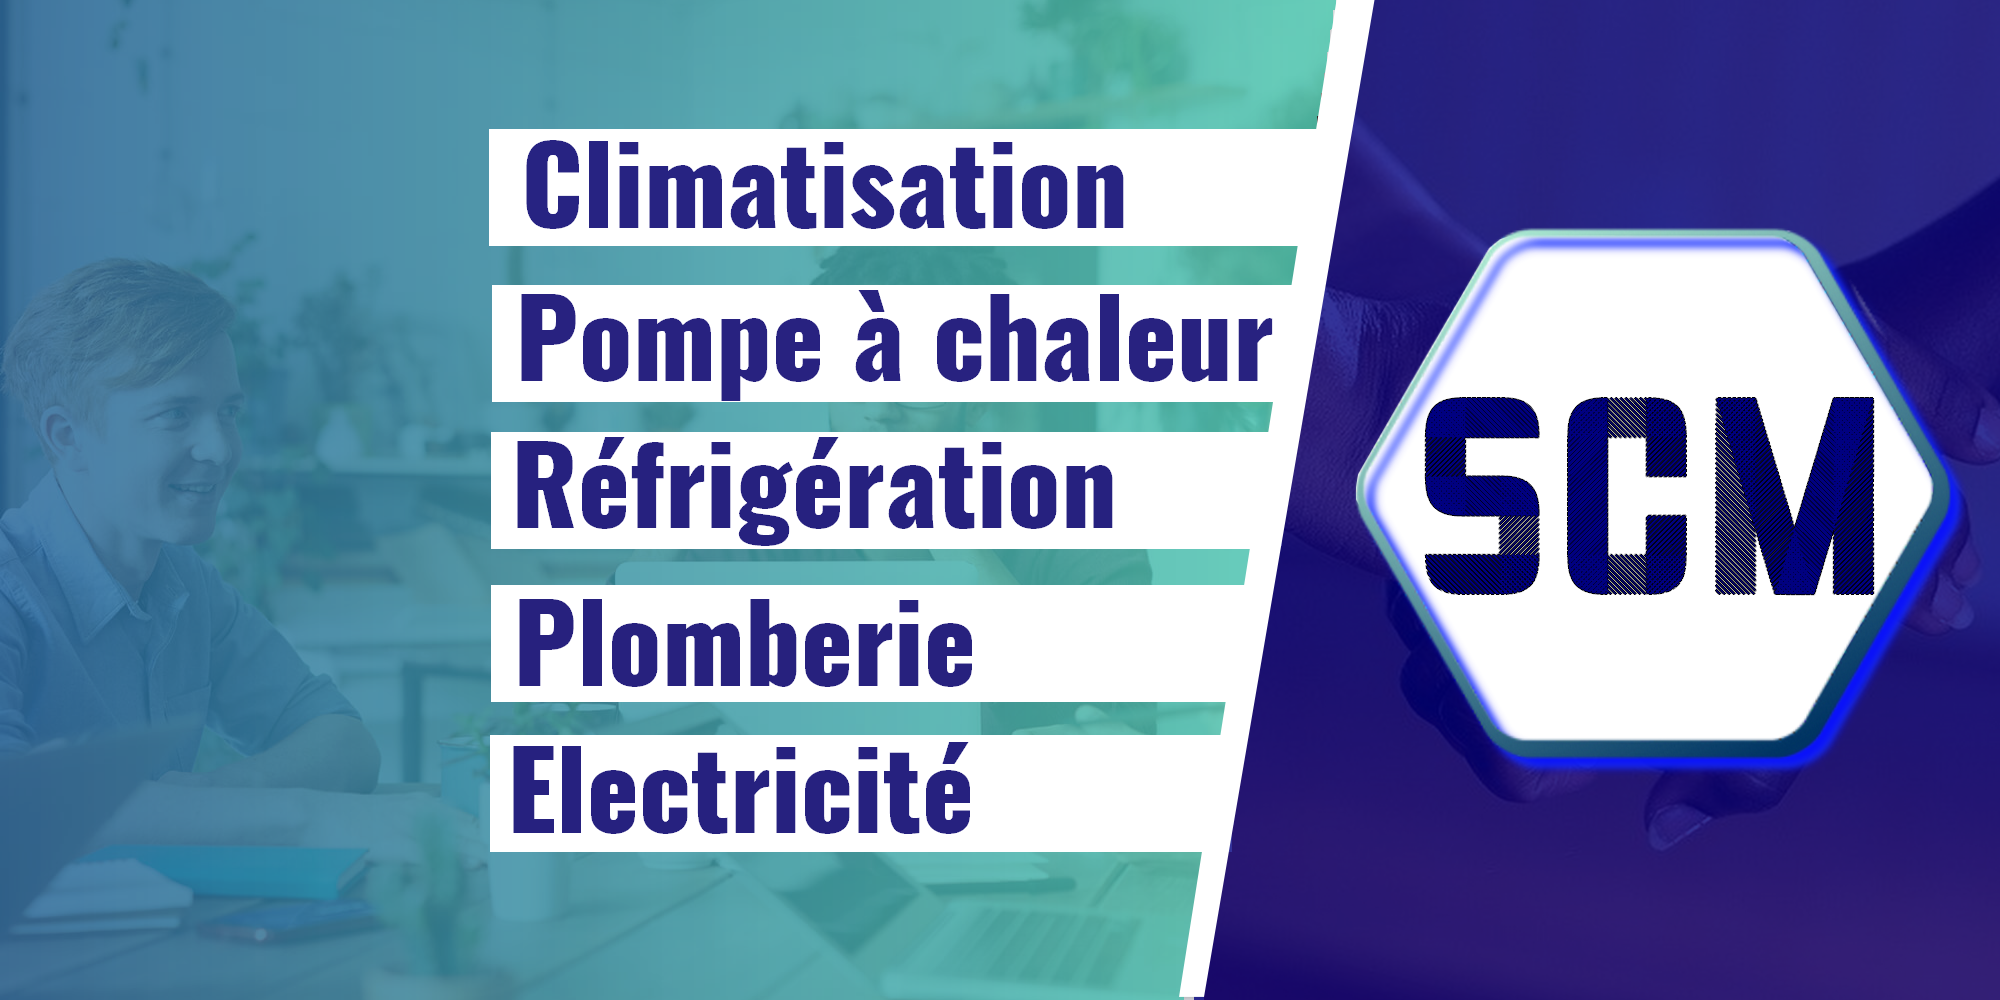 Climatisation
Pompe à chaleur
Réfrigération
Plomberie
Electricité
SCM